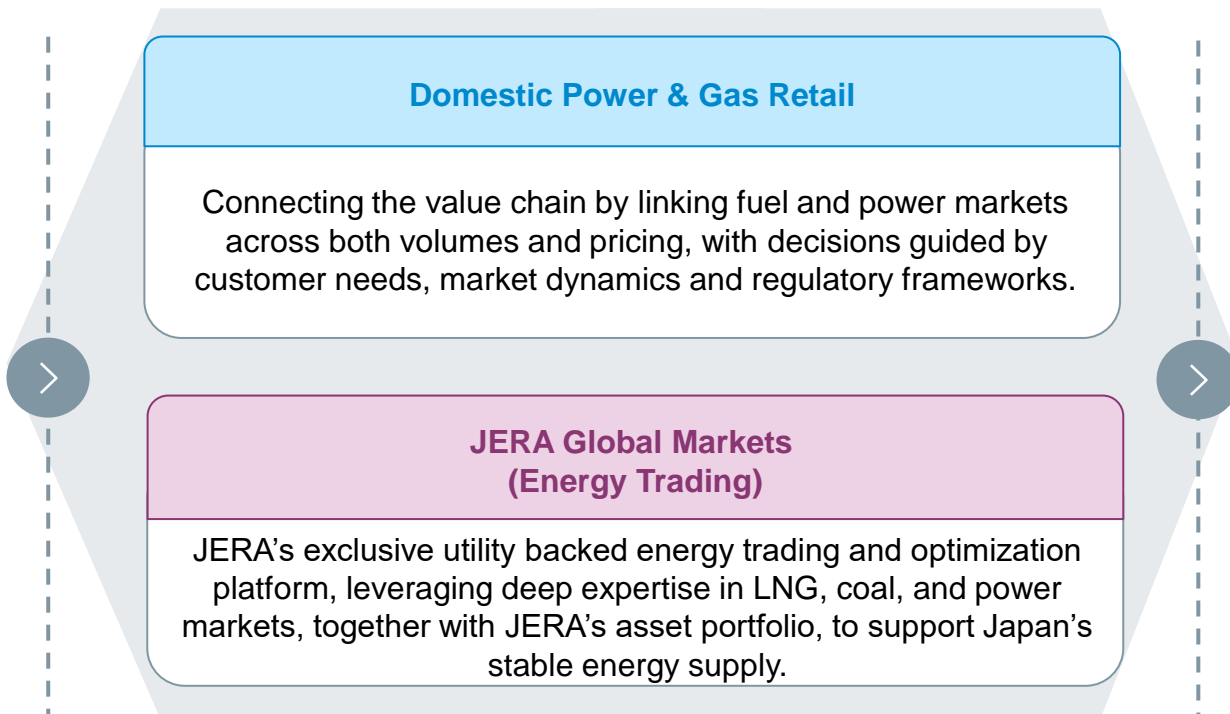 Domestic Power & Gas Retail
Connecting the value chain by linking fuel and power markets
across both volumes and pricing, with decisions guided by
customer needs, market dynamics and regulatory frameworks.
JERA Global Markets
(Energy Trading)
JERA’s exclusive utility backed energy trading and optimization
platform, leveraging deep expertise in LNG, coal, and power
markets, together with JERA’s asset portfolio, to support Japan’s
stable energy supply.